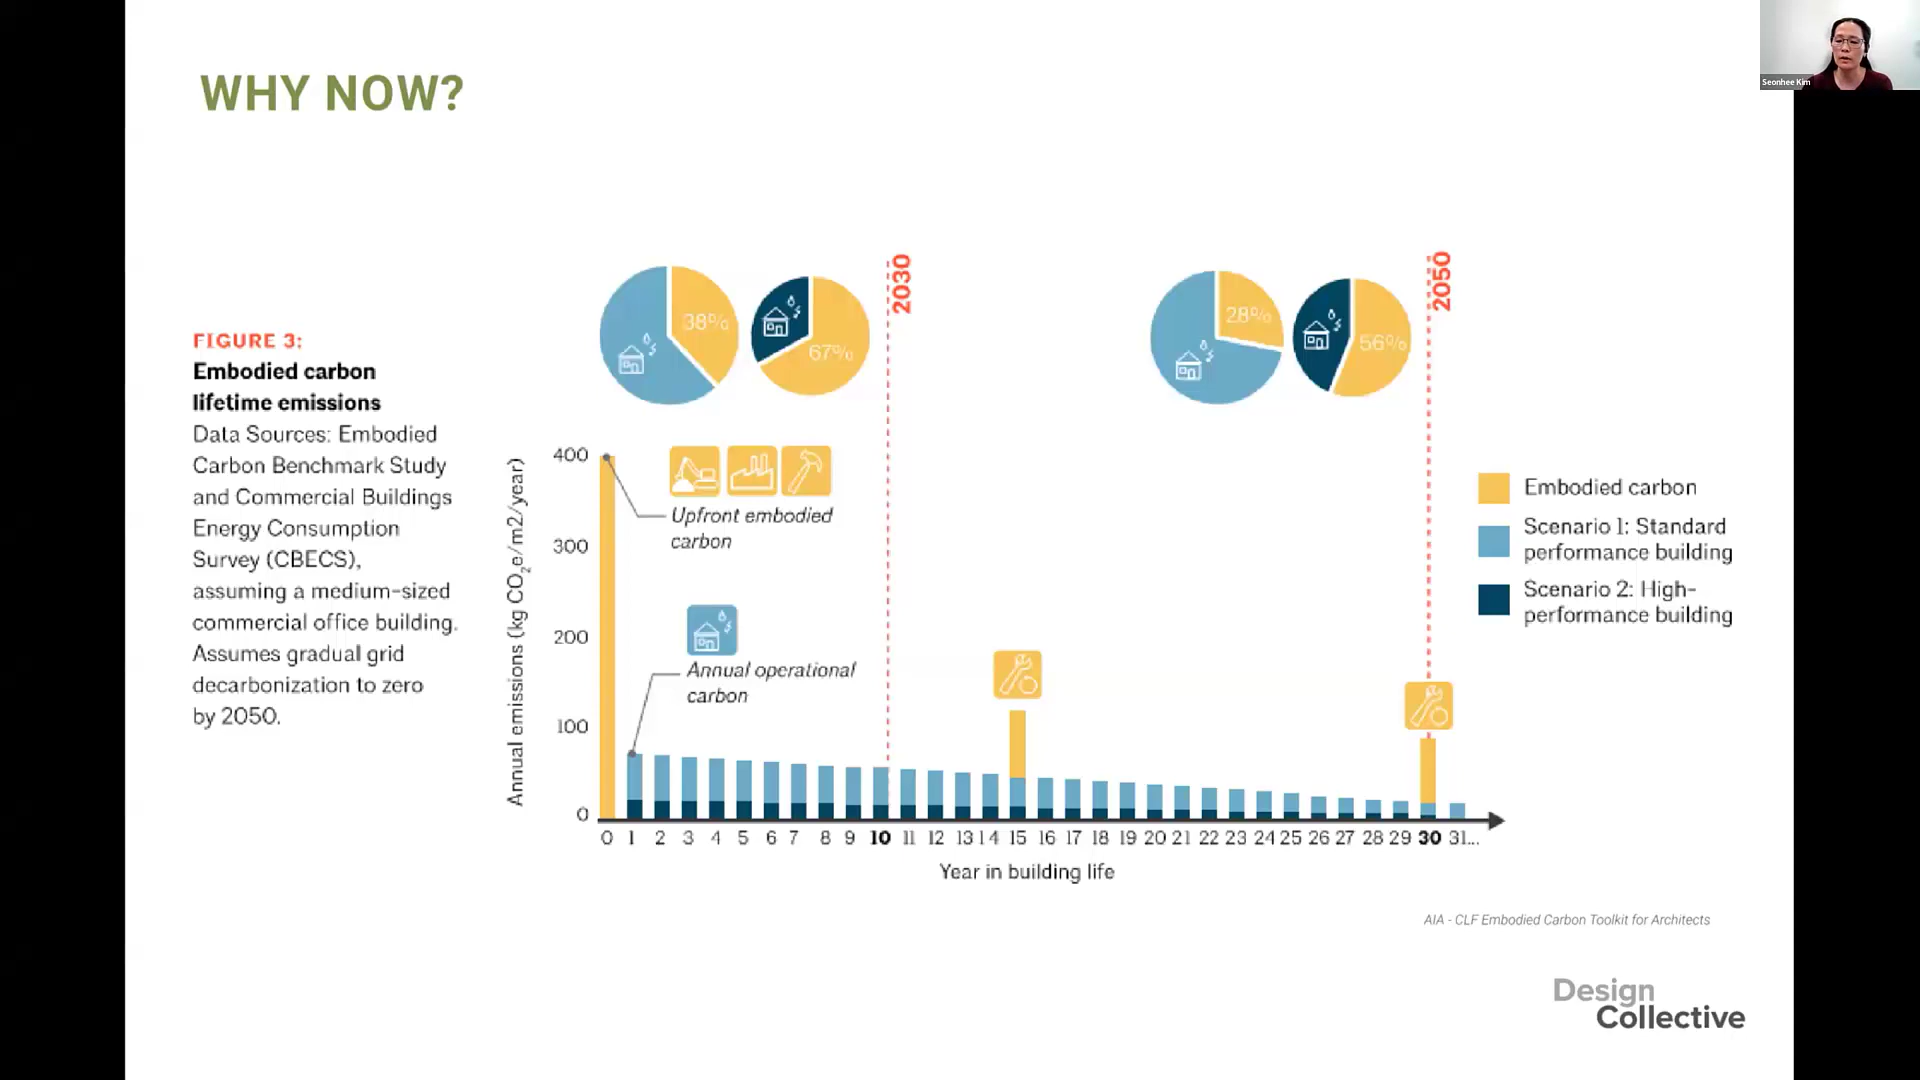 WHY NOW?
Seonhee Kim
FIGURE 3:
Embodied carbon
lifetime emissions
Data Sources: Embodied
Carbon Benchmark Study
and Commercial Buildings
Energy Consumption
Survey (CBECS),
assuming a medium-sized
commercial office building.
Assumes gradual grid
decarbonization to zero
by 2050.
38%
67%
2030
28%
56%
2050
Annual emissions (kg CO2e/m2/year)
400
300
200
100
0
Upfront embodied
carbon
Annual operational
carbon
Embodied carbon
Scenario 1: Standard
performance building
Scenario 2: High-
performance building
0 1 2 3 4 5 6 7 8 9 10 11 12 13 14 15 16 17 18 19 20 21 22 23 24 25 26 27 28 29 30 31...
Year in building life
AIA - CLF Embodied Carbon Toolkit for Architects
Design
Collective